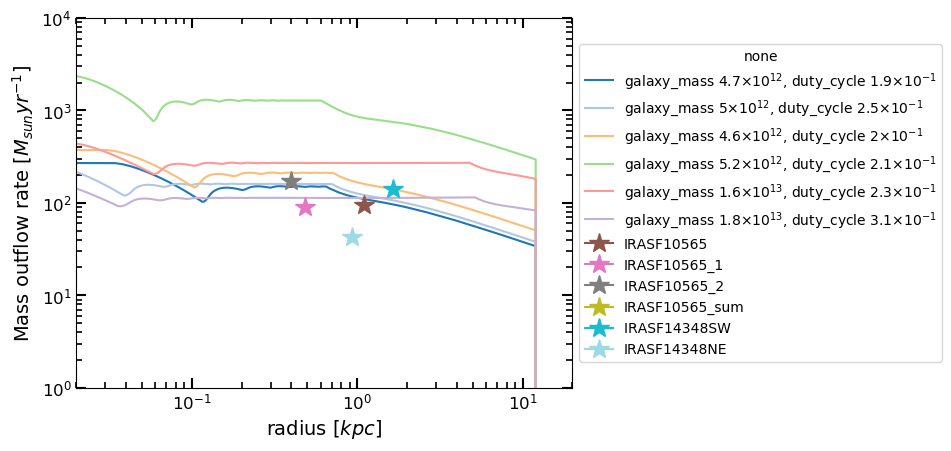 10^4
10^3
10^2
10^1
10^0
Mass outflow rate [M_{sun}yr^{-1}]
10^{-1}
10^0
10^1
radius [kpc]
none
galaxy_mass 4.7×10^{12}, duty_cycle 1.9×10^{-1}
galaxy_mass 5×10^{12}, duty_cycle 2.5×10^{-1}
galaxy_mass 4.6×10^{12}, duty_cycle 2×10^{-1}
galaxy_mass 5.2×10^{12}, duty_cycle 2.1×10^{-1}
galaxy_mass 1.6×10^{13}, duty_cycle 2.3×10^{-1}
galaxy_mass 1.8×10^{13}, duty_cycle 3.1×10^{-1}
IRASF10565
IRASF10565_1
IRASF10565_2
IRASF10565_sum
IRASF14348SW
IRASF14348NE